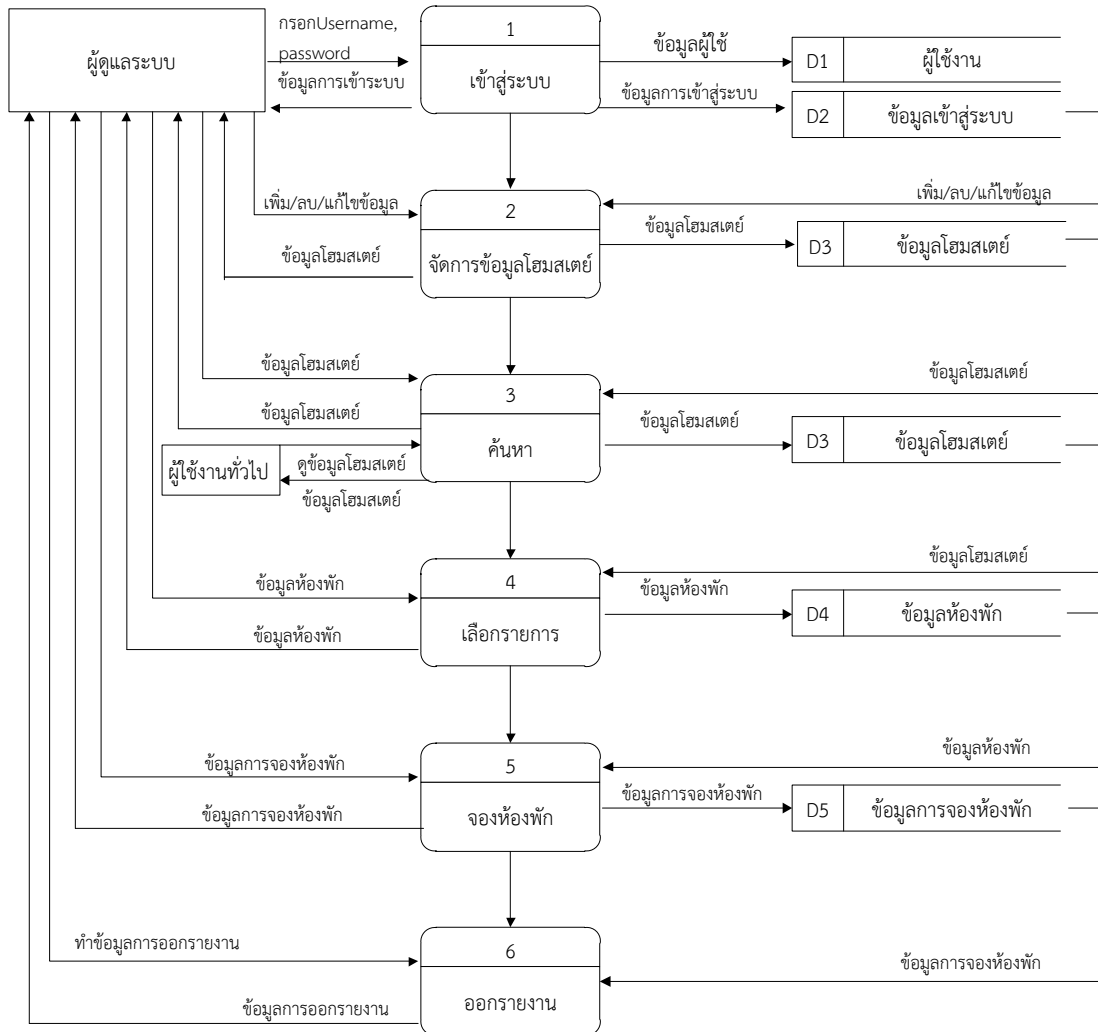 กรอกUsername,
password
ผู้ดูแลระบบ
ข้อมูลการเข้าระบบ
1
เข้าสู่ระบบ
ข้อมูลผู้ใช้
D1
ผู้ใช้งาน
ข้อมูลการเข้าสู่ระบบ
D2
ข้อมูลเข้าสู่ระบบ
เพิ่ม/ลบ/แก้ไขข้อมูล
2
จัดการข้อมูลโฮมสเตย์
เพิ่ม/ลบ/แก้ไขข้อมูล
ข้อมูลโฮมสเตย์
D3
ข้อมูลโฮมสเตย์
ข้อมูลโฮมสเตย์
ข้อมูลโฮมสเตย์
3
ค้นหา
ข้อมูลโฮมสเตย์
ข้อมูลโฮมสเตย์
ข้อมูลโฮมสเตย์
D3
ข้อมูลโฮมสเตย์
ผู้ใช้งานทั่วไป
ดูข้อมูลโฮมสเตย์
ข้อมูลโฮมสเตย์
4
เลือกรายการ
ข้อมูลโฮมสเตย์
ข้อมูลห้องพัก
ข้อมูลห้องพัก
D4
ข้อมูลห้องพัก
ข้อมูลห้องพัก
5
จองห้องพัก
ข้อมูลห้องพัก
ข้อมูลการจองห้องพัก
ข้อมูลการจองห้องพัก
D5
ข้อมูลการจองห้องพัก
ข้อมูลการจองห้องพัก
6
ออกรายงาน
ทำข้อมูลการออกรายงาน
ข้อมูลการจองห้องพัก
ข้อมูลการออกรายงาน